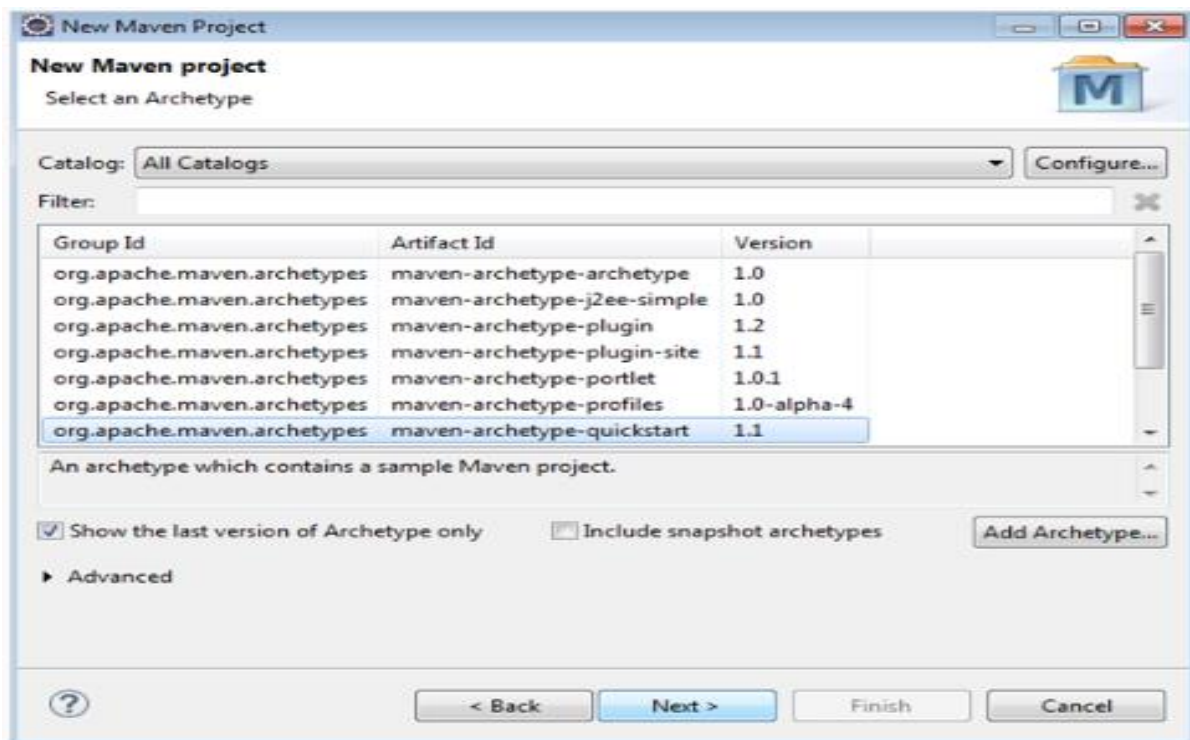 New Maven Project
New Maven project
Select an Archetype
M
Catalog: All Catalogs Configure...
Filter:
Group Id Artifact Id Version
org.apache.maven.archetypes maven-archetype-archetype 1.0
org.apache.maven.archetypes maven-archetype-j2ee-simple 1.0
org.apache.maven.archetypes maven-archetype-plugin 1.2
org.apache.maven.archetypes maven-archetype-plugin-site 1.1
org.apache.maven.archetypes maven-archetype-portlet 1.0.1
org.apache.maven.archetypes maven-archetype-profiles 1.0-alpha-4
org.apache.maven.archetypes maven-archetype-quickstart 1.1
An archetype which contains a sample Maven project.
Show the last version of Archetype only Include snapshot archetypes Add Archetype...
Advanced
? < Back Next > Finish Cancel